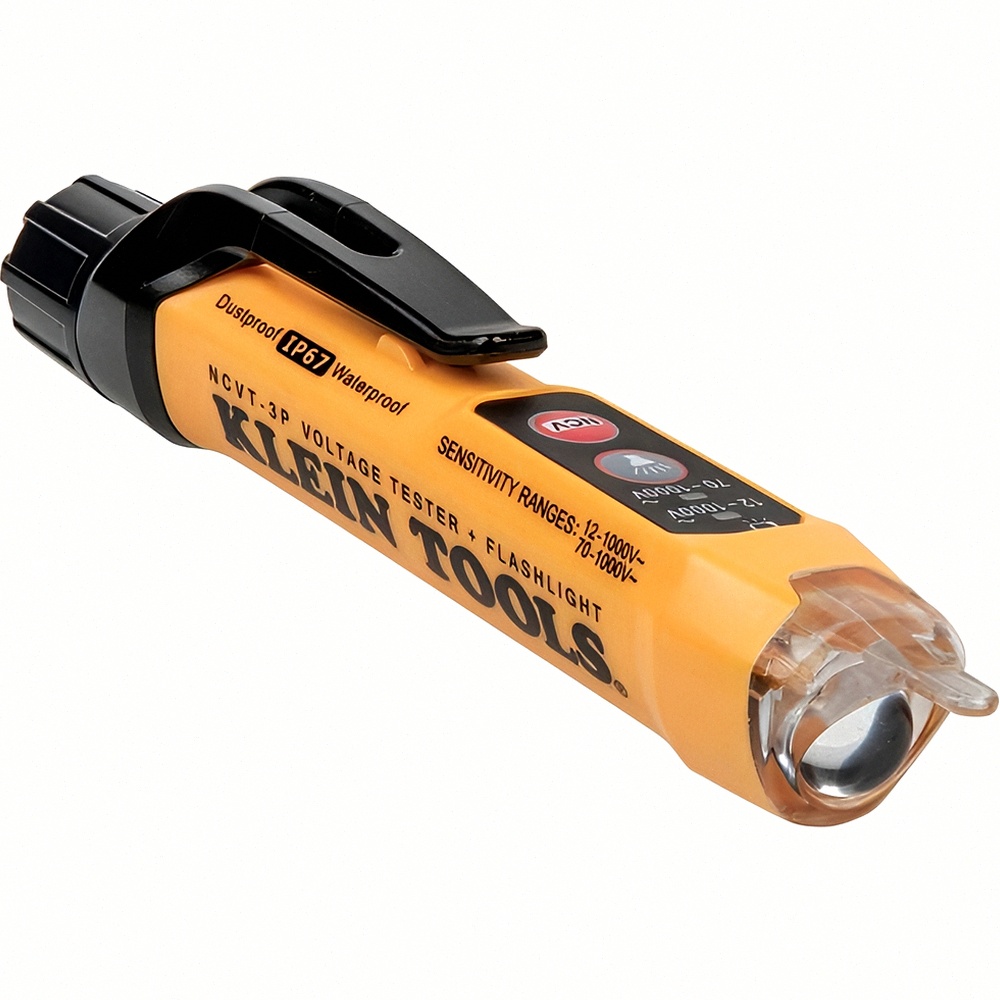 Dustproof IP67 Waterproof
NCVT-3P VOLTAGE TESTER + FLASHLIGHT
KLEIN TOOLS®
SENSITIVITY RANGES: 12-1000V~
70-1000V~
NCV
70~1000V
12~1000V